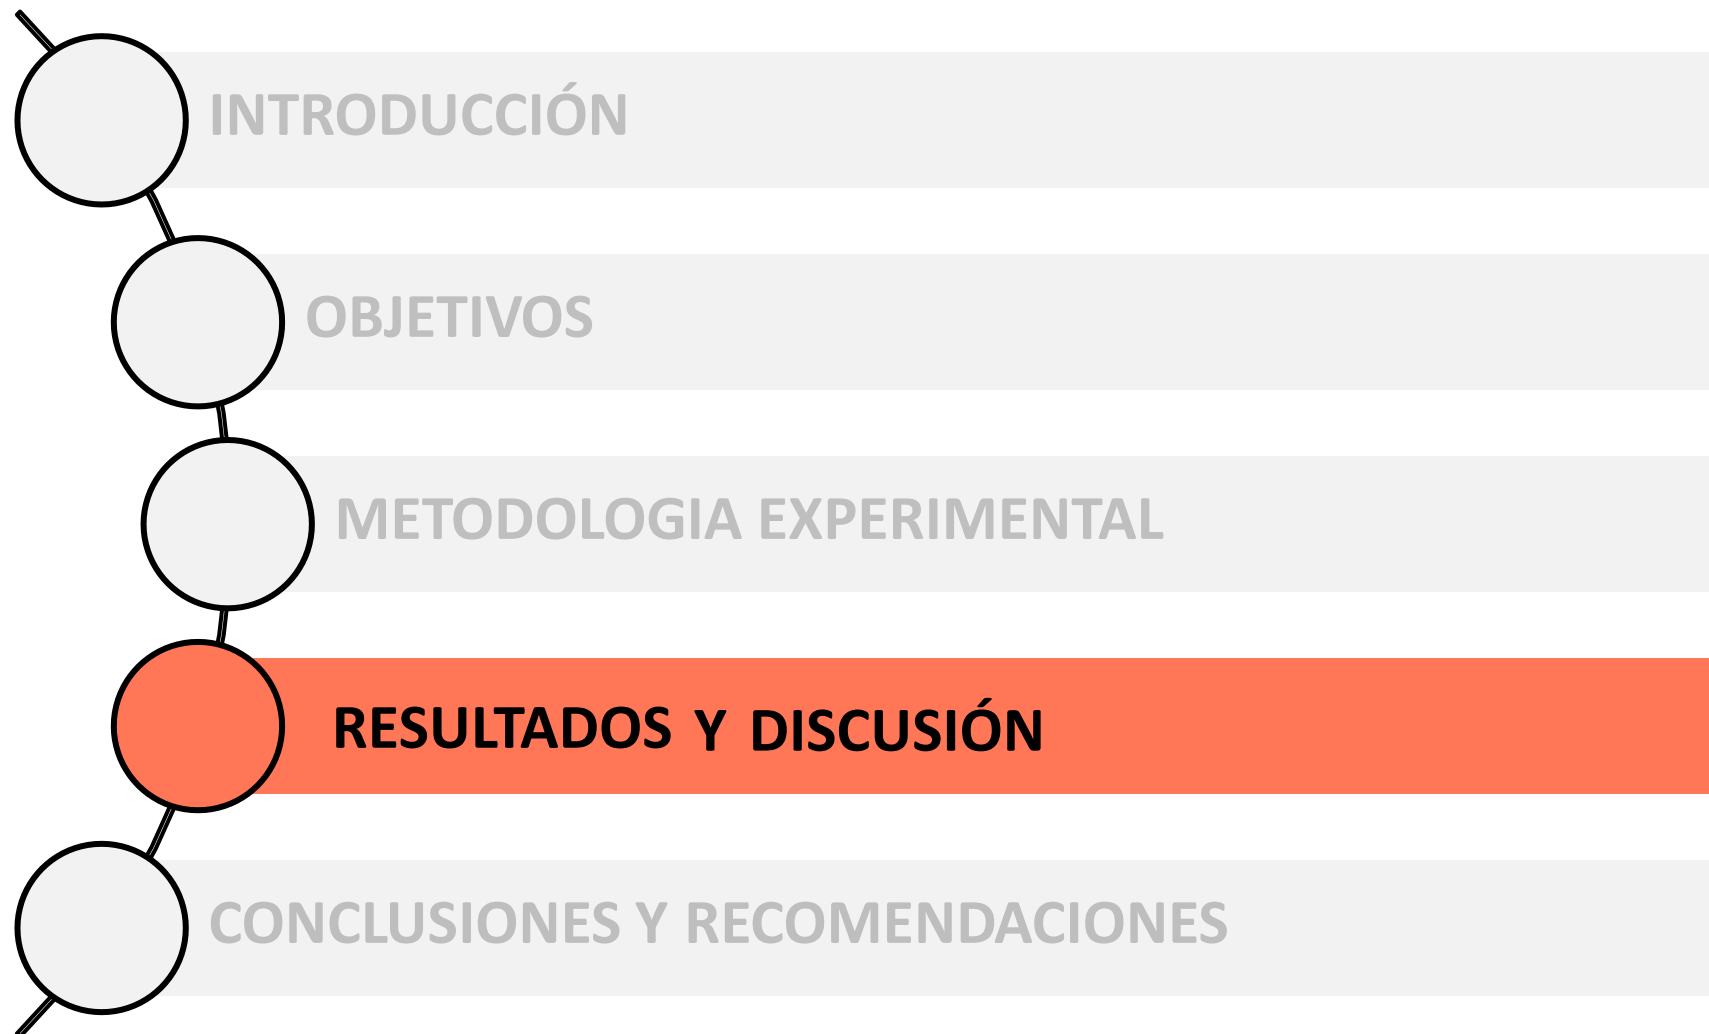 INTRODUCCIÓN
OBJETIVOS
METODOLOGIA EXPERIMENTAL
RESULTADOS Y DISCUSIÓN
CONCLUSIONES Y RECOMENDACIONES